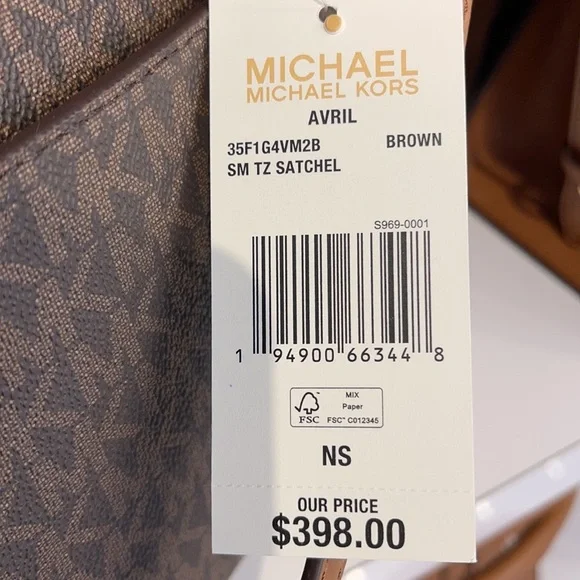 MICHAEL
MICHAEL KORS
AVRIL
35F1G4VM2B BROWN
SM TZ SATCHEL
S969-0001
1 94900 66344 8
FSC
MIX
Paper
FSC™ C012345
NS
OUR PRICE
$398.00